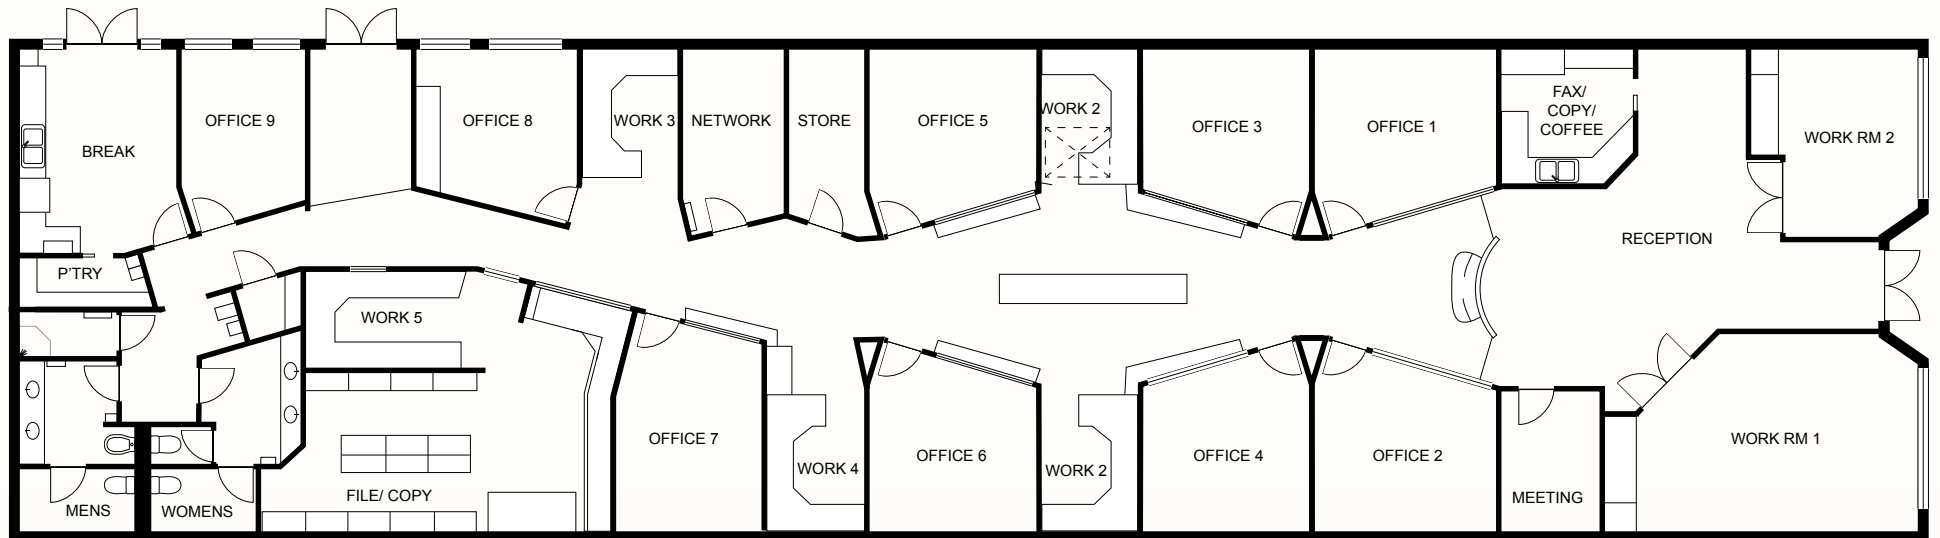 OFFICE 9
OFFICE 8
WORK 3
NETWORK
STORE
OFFICE 5
WORK 2
OFFICE 3
OFFICE 1
FAX/
COPY/
COFFEE
WORK RM 2
BREAK
RECEPTION
P'TRY
WORK 5
OFFICE 7
WORK 4
OFFICE 6
WORK 2
OFFICE 4
OFFICE 2
MEETING
WORK RM 1
MENS
WOMENS
FILE/ COPY